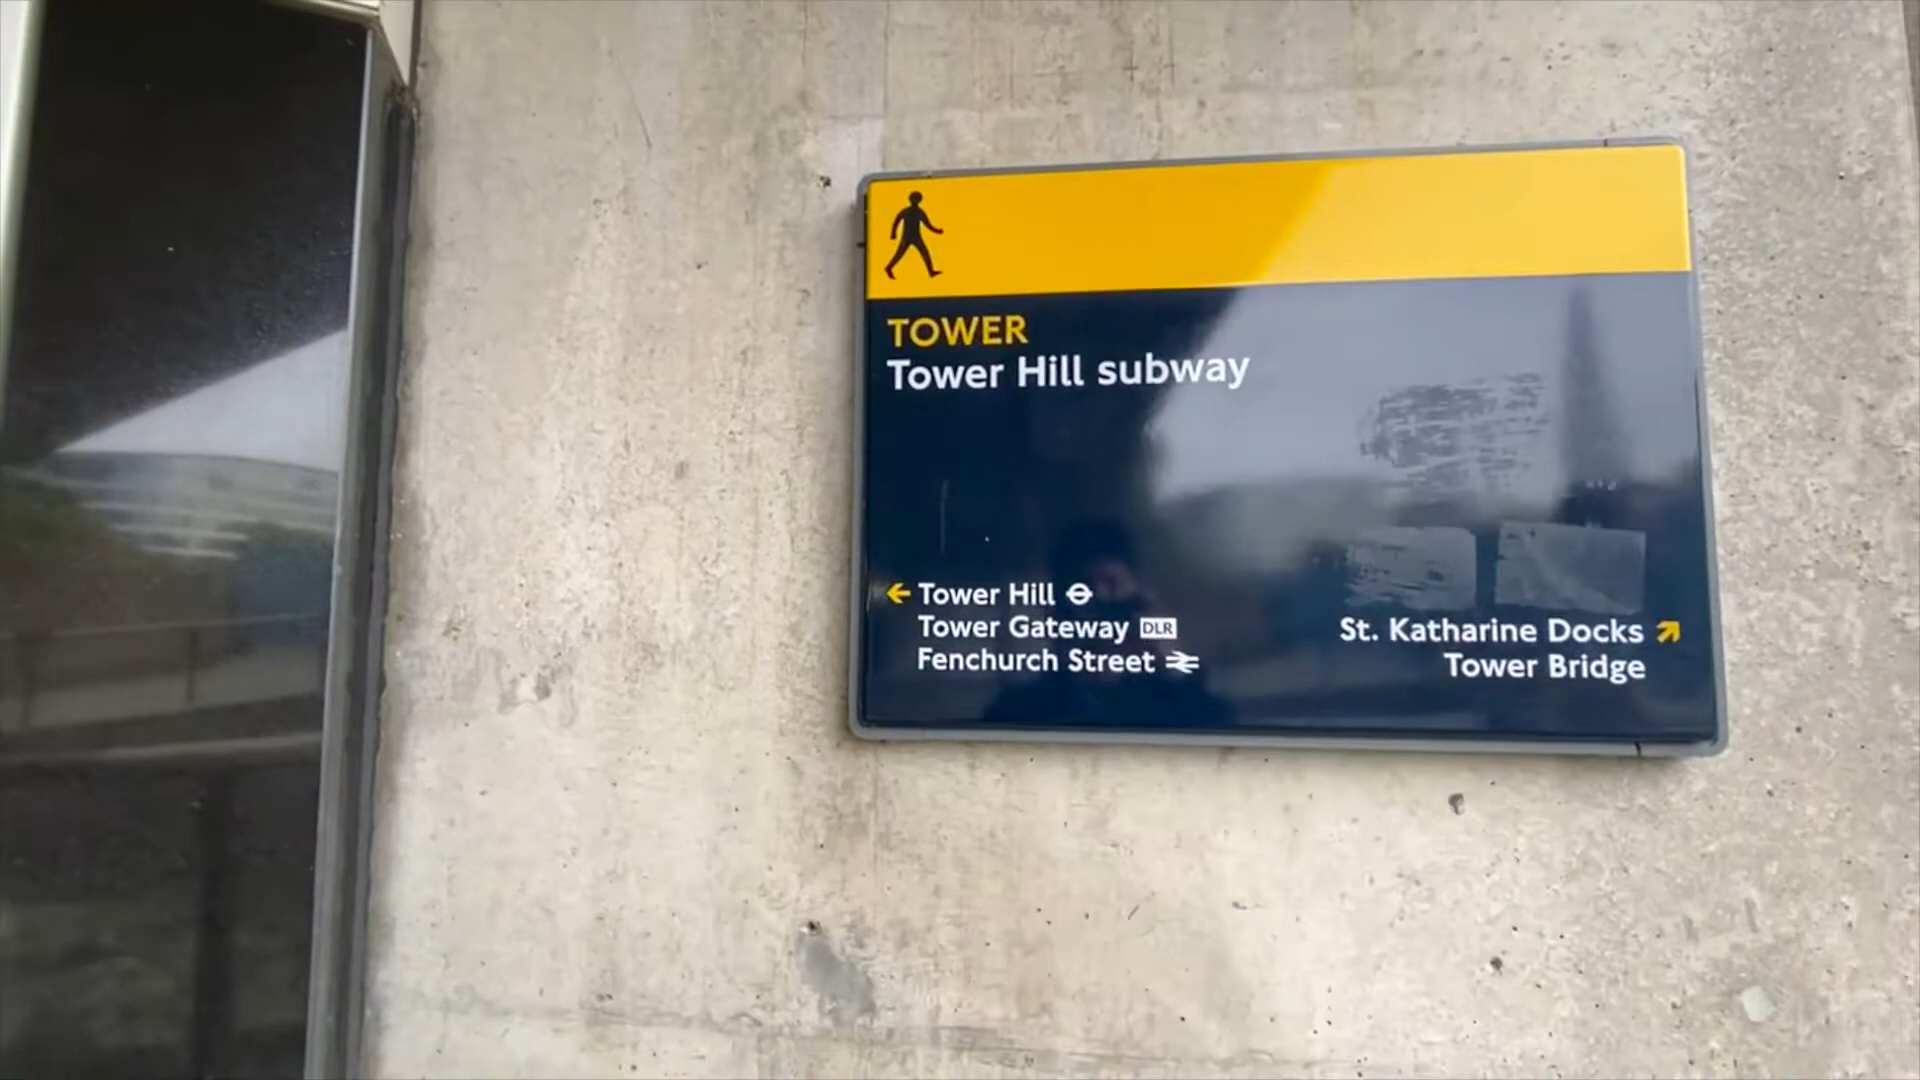 TOWER
Tower Hill subway
Tower Hill
Tower Gateway DLR
Fenchurch Street
St. Katharine Docks
Tower Bridge